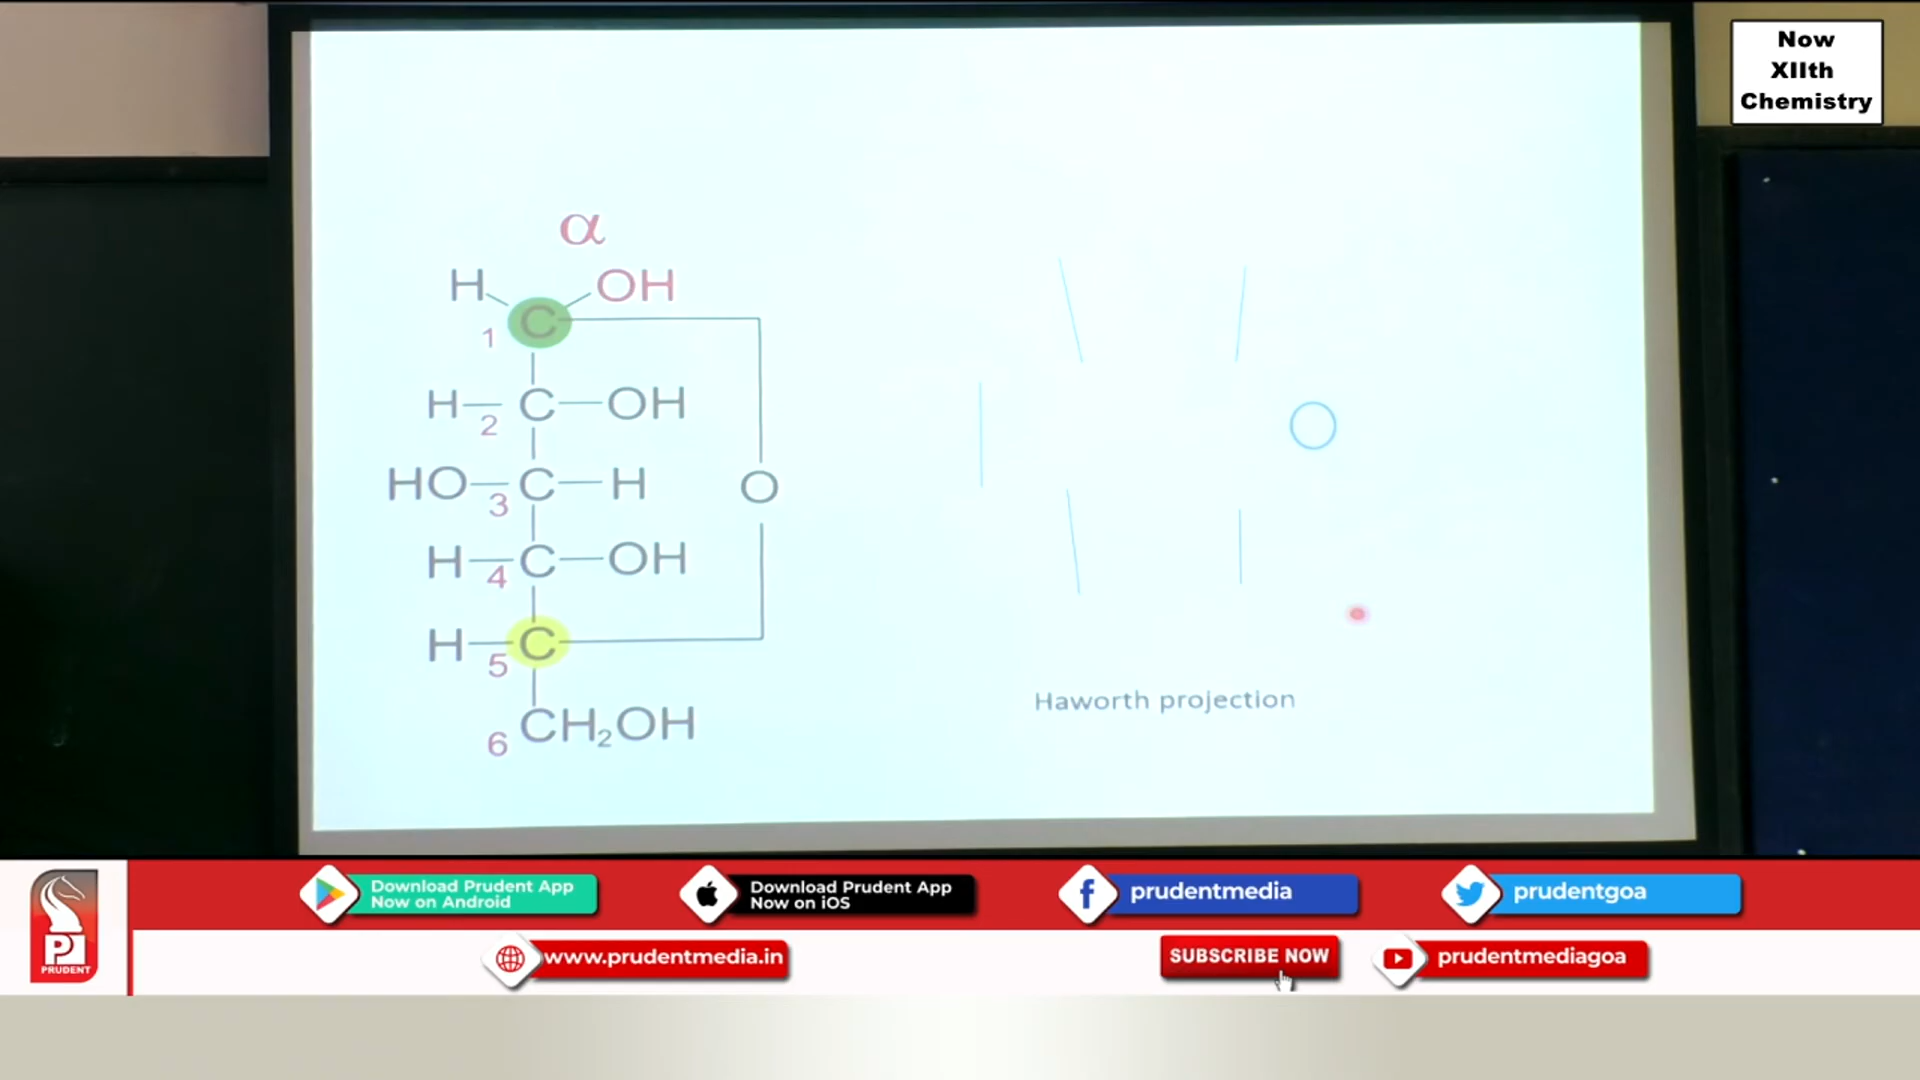 Now
XIIth
Chemistry
α
H OH
C
1
H C OH
2
HO C H
3
O
H C OH
4
H C
5
CH₂OH
6
O
Haworth projection
Download Prudent App
Now on Android
Download Prudent App
Now on iOS
prudentmedia
prudentgoa
PRUDENT
www.prudentmedia.in
SUBSCRIBE NOW
prudentmediagoa